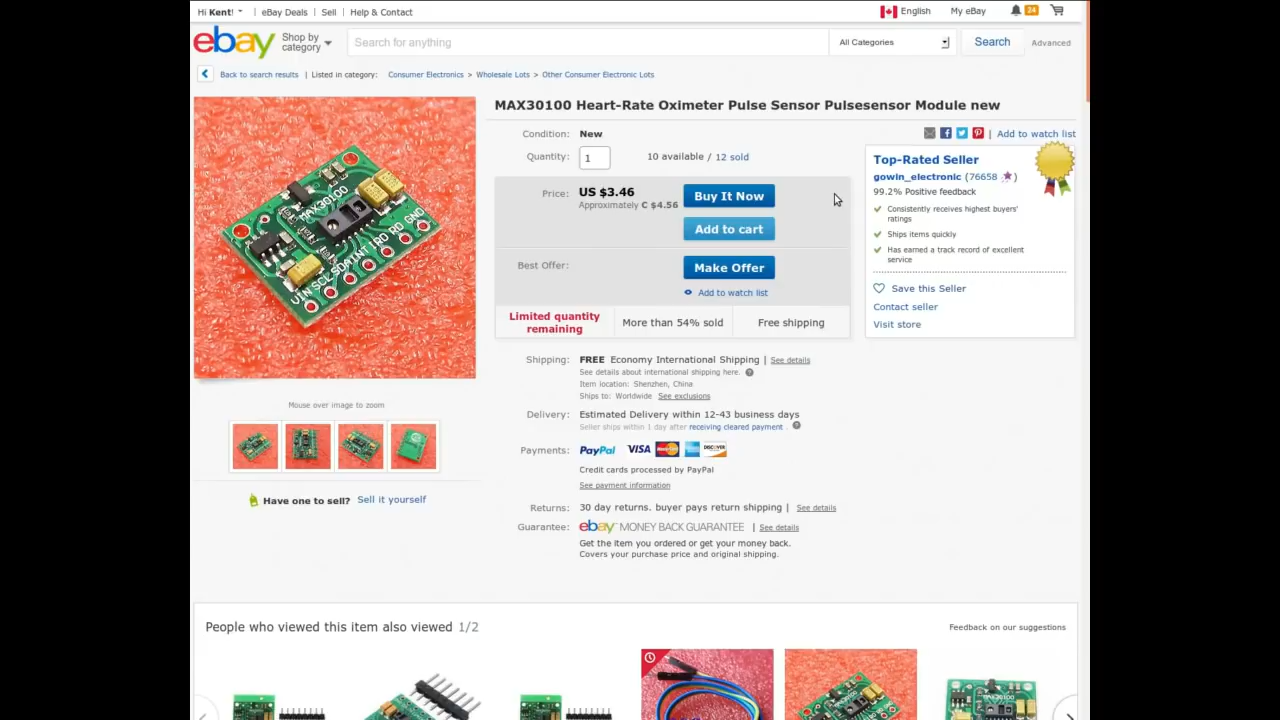 Hi Kent! | eBay Deals | Sell | Help & Contact
English My eBay 24
ebay Shop by category Search for anything All Categories Search Advanced
Back to search results | Listed in category: Consumer Electronics > Wholesale Lots > Other Consumer Electronic Lots
MAX30100 Heart-Rate Oximeter Pulse Sensor Pulsesensor Module new
Condition: New
| Add to watch list
Quantity: 1 10 available / 12 sold
Price: US $3.46 Buy It Now
Approximately C $4.56
Add to cart
Best Offer: Make Offer
Add to watch list
Limited quantity remaining More than 54% sold Free shipping
Top-Rated Seller
gowin_electronic (76658 )
99.2% Positive feedback
Consistently receives highest buyers' ratings
Ships items quickly
Has earned a track record of excellent service
Save this Seller
Contact seller
Visit store
MAX30100
VIN SCL SDA INT IRD RD GND
Mouse over image to zoom
Have one to sell? Sell it yourself
Shipping: FREE Economy International Shipping | See details
See details about international shipping here. ?
Item location: Shenzhen, China
Ships to: Worldwide See exclusions
Delivery: Estimated Delivery within 12-43 business days
Seller ships within 1 day after receiving cleared payment . ?
Payments: PayPal VISA MasterCard DISCOVER
Credit cards processed by PayPal
See payment information
Returns: 30 day returns. buyer pays return shipping | See details
Guarantee: ebay MONEY BACK GUARANTEE | See details
Get the item you ordered or get your money back.
Covers your purchase price and original shipping.
People who viewed this item also viewed 1/2
Feedback on our suggestions